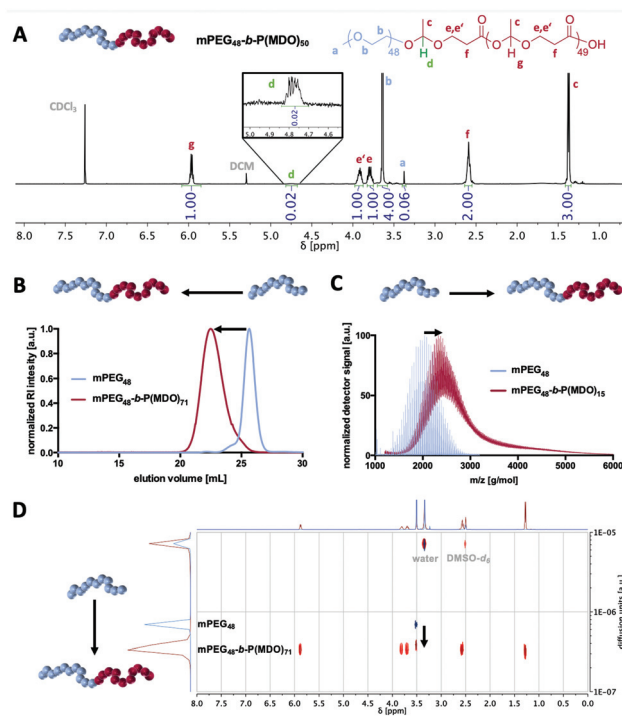 A
mPEG48-b-P(MDO)50
a
O
b
b
O
48
c
O
H
d
O
e,e'
f
O
c
O
g
O
e,e'
f
O
OH
49
CDCl3
g
DCM
d
5.0 4.9 4.8 4.7 4.6
0.02
d
e' e
b
a
f
c
1.00
0.02
1.00
1.00
4.00
0.06
2.00
3.00
8.0 7.5 7.0 6.5 6.0 5.5 5.0 4.5 4.0 3.5 3.0 2.5 2.0 1.5 1.0
δ [ppm]
B
normalized RI intesity [a.u.]
1.0
0.8
0.6
0.4
0.2
0.0
10 15 20 25 30
elution volume [mL]
mPEG48
mPEG48-b-P(MDO)71
C
normalized detector signal [a.u.]
100
50
0
1000 2000 3000 4000 5000 6000
m/z [g/mol]
mPEG48
mPEG48-b-P(MDO)15
D
water
DMSO-d6
mPEG48
mPEG48-b-P(MDO)71
1E-05
1E-06
1E-07
diffusion units [a.u.]
8.0 7.5 7.0 6.5 6.0 5.5 5.0 4.5 4.0 3.5 3.0 2.5 2.0 1.5 1.0 0.5 0.0
δ [ppm]